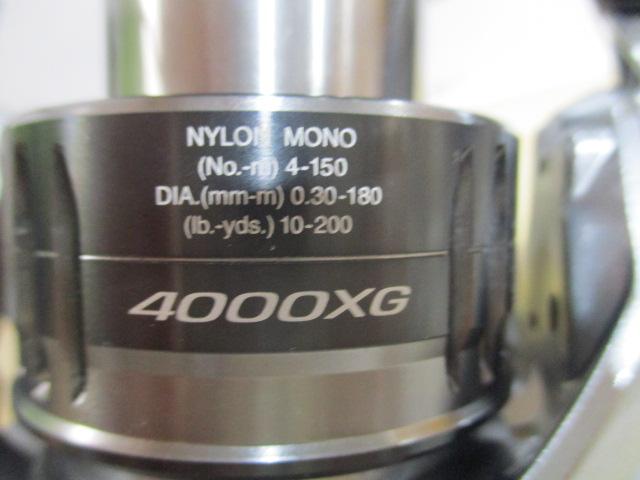 NYLON MONO
(No.-m) 4-150
DIA.(mm-m) 0.30-180
(lb.-yds.) 10-200
4000XG